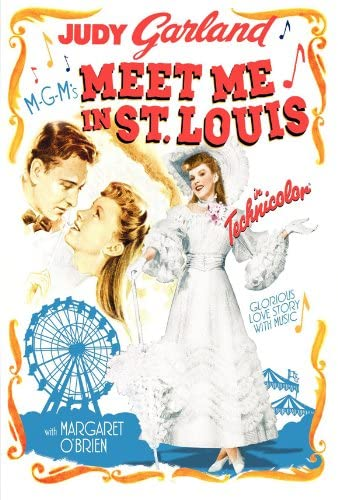 JUDY Garland
M-G-M's
MEET ME
IN ST. LOUIS
in
Technicolor
GLORIOUS
LOVE STORY
WITH MUSIC
with MARGARET
O'BRIEN